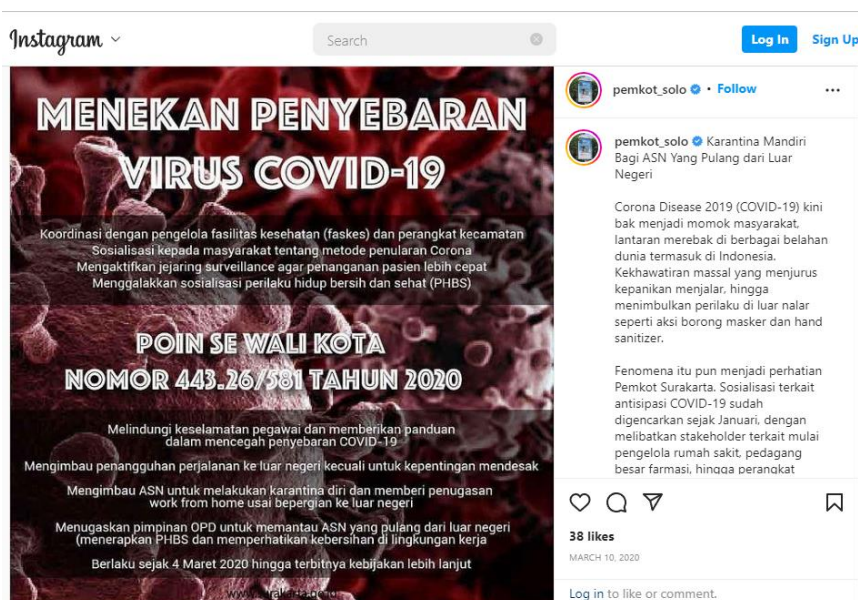 Instagram
Search
Log In
Sign Up
MENEKAN PENYEBARAN
VIRUS COVID-19
Koordinasi dengan pengelola fasilitas kesehatan (faskes) dan perangkat kecamatan
Sosialisasi kepada masyarakat tentang metode penularan Corona
Mengaktifkan jejaring surveillance agar penanganan pasien lebih cepat
Menggalakkan sosialisasi perilaku hidup bersih dan sehat (PHBS)
POIN SE WALI KOTA
NOMOR 443.26/581 TAHUN 2020
Melindungi keselamatan pegawai dan memberikan panduan
dalam mencegah penyebaran COVID-19
Mengimbau penangguhan perjalanan ke luar negeri kecuali untuk kepentingan mendesak
Mengimbau ASN untuk melakukan karantina diri dan memberi penugasan
work from home usai bepergian ke luar negeri
Menugaskan pimpinan OPD untuk memantau ASN yang pulang dari luar negeri
(menerapkan PHBS dan memperhatikan kebersihan di lingkungan kerja
Berlaku sejak 4 Maret 2020 hingga terbitnya kebijakan lebih lanjut
www.surakarta.go.id
pemkot_solo • Follow
pemkot_solo Karantina Mandiri
Bagi ASN Yang Pulang dari Luar
Negeri
Corona Disease 2019 (COVID-19) kini
bak menjadi momok masyarakat,
lantaran merebak di berbagai belahan
dunia termasuk di Indonesia.
Kekhawatiran massal yang menjurus
kepanikan menjalar, hingga
menimbulkan perilaku di luar nalar
seperti aksi borong masker dan hand
sanitizer.
Fenomena itu pun menjadi perhatian
Pemkot Surakarta. Sosialisasi terkait
antisipasi COVID-19 sudah
digencarkan sejak Januari, dengan
melibatkan stakeholder terkait mulai
pengelola rumah sakit, pedagang
besar farmasi, hingga perangkat
38 likes
MARCH 10, 2020
Log in to like or comment.